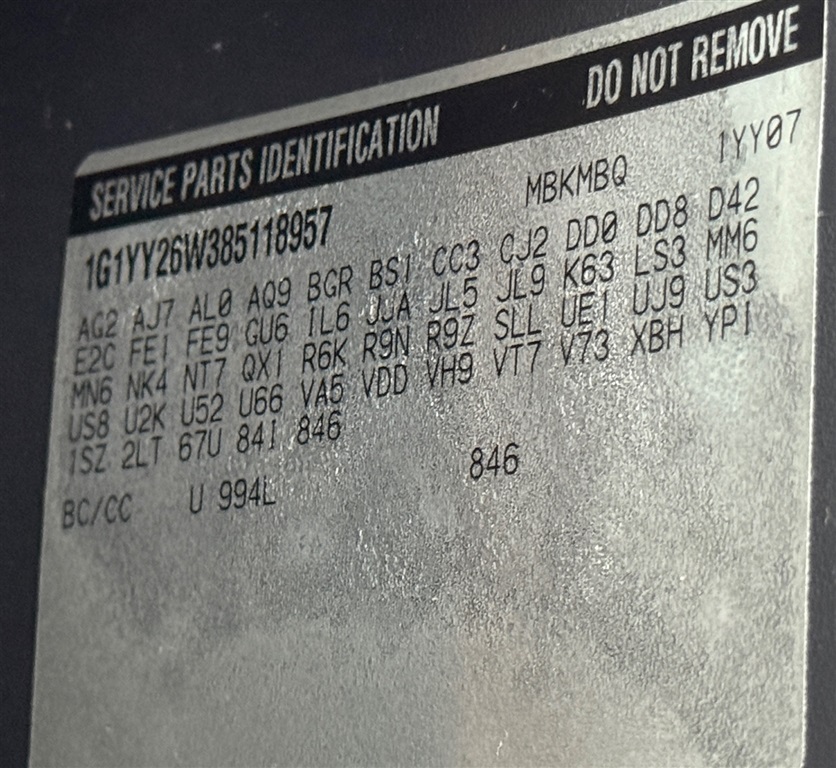 SERVICE PARTS IDENTIFICATION DO NOT REMOVE
1G1YY26W385118957 MBKMBQ 1YY07
AG2 AJ7 AL0 AQ9 BGR BS1 CC3 CJ2 DD0 DD8 D42
E2C FE1 FE9 GU6 IL6 JJA JL5 JL9 K63 LS3 MM6
MN6 NK4 NT7 QX1 R6K R9N R9Z SLL UE1 UJ9 US3
US8 U2K U52 U66 VA5 VDD VH9 VT7 V73 XBH YP1
1SZ 2LT 67U 84I 846
BC/CC U 994L 846